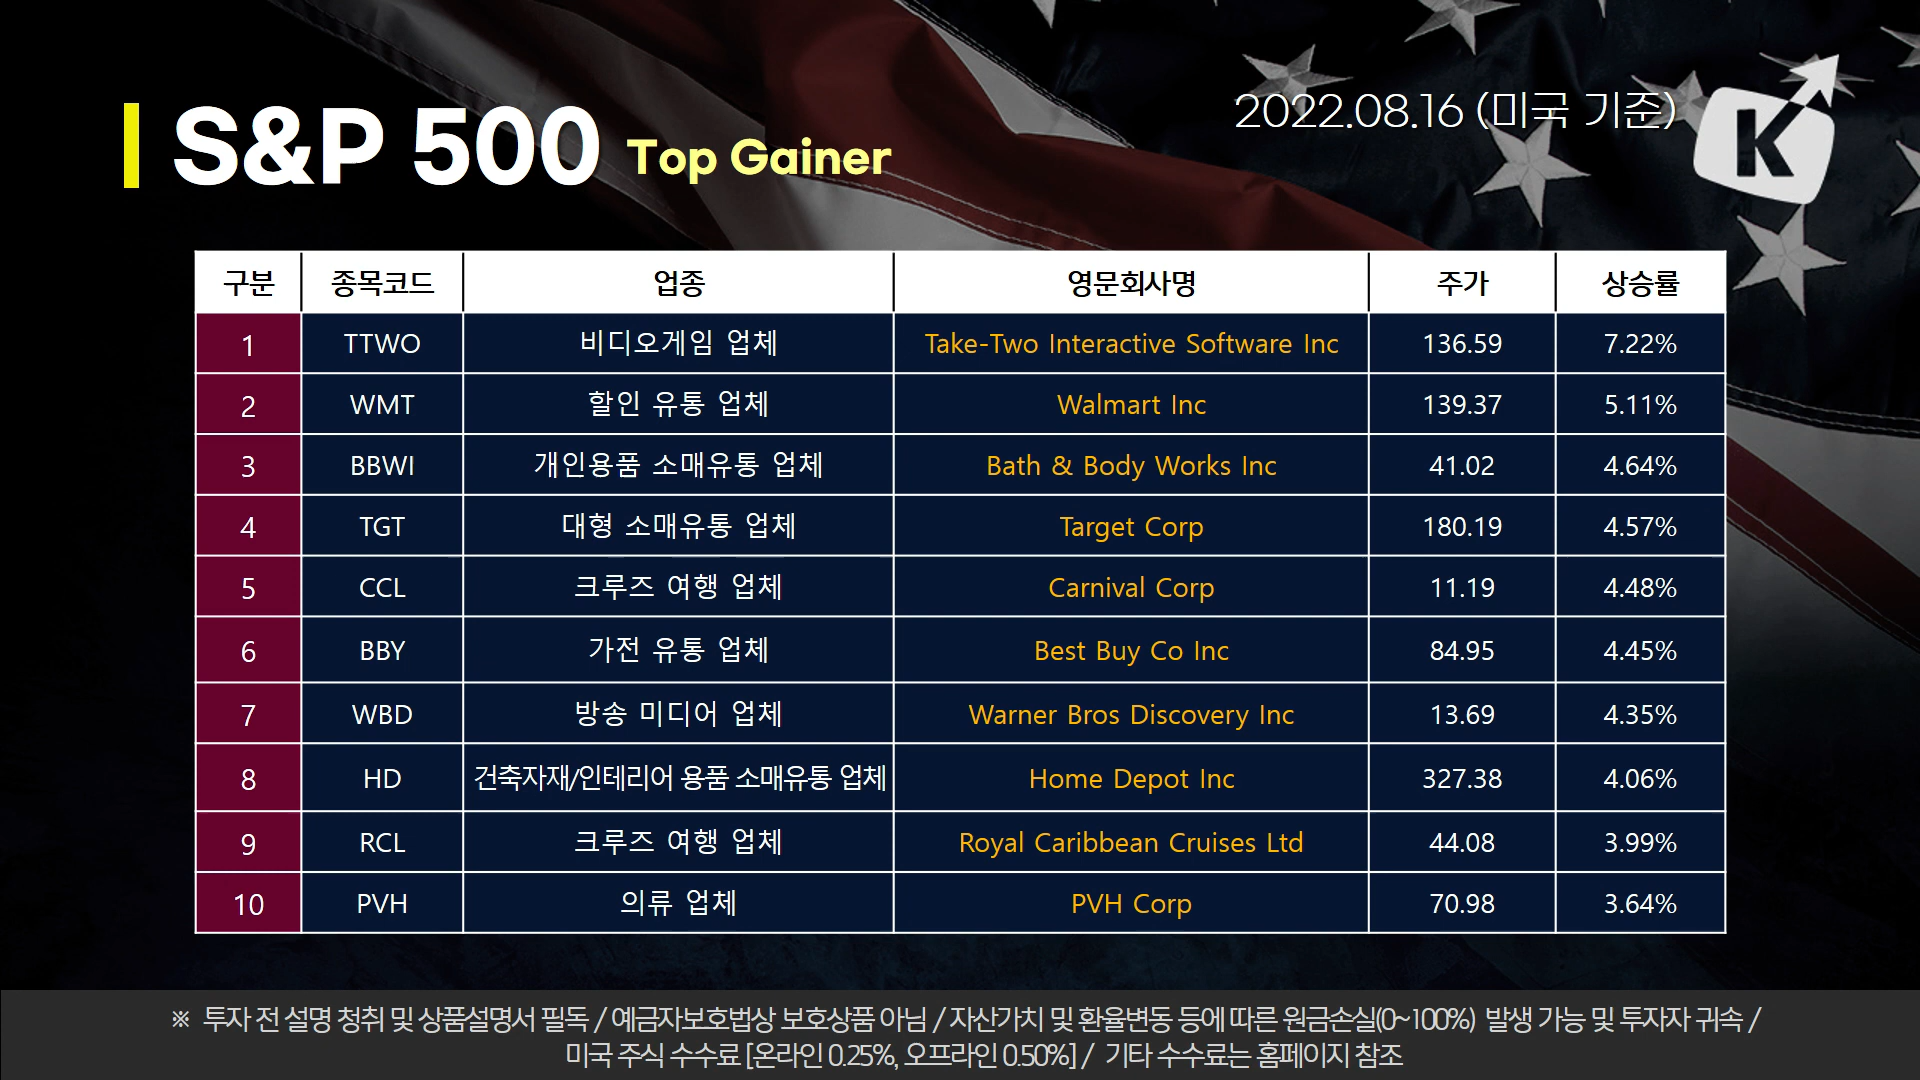 S&P 500 Top Gainer
2022.08.16 (미국 기준)
K
구분 종목코드 업종 영문회사명 주가 상승률
1 TTWO 비디오게임 업체 Take-Two Interactive Software Inc 136.59 7.22%
2 WMT 할인 유통 업체 Walmart Inc 139.37 5.11%
3 BBWI 개인용품 소매유통 업체 Bath & Body Works Inc 41.02 4.64%
4 TGT 대형 소매유통 업체 Target Corp 180.19 4.57%
5 CCL 크루즈 여행 업체 Carnival Corp 11.19 4.48%
6 BBY 가전 유통 업체 Best Buy Co Inc 84.95 4.45%
7 WBD 방송 미디어 업체 Warner Bros Discovery Inc 13.69 4.35%
8 HD 건축자재/인테리어 용품 소매유통 업체 Home Depot Inc 327.38 4.06%
9 RCL 크루즈 여행 업체 Royal Caribbean Cruises Ltd 44.08 3.99%
10 PVH 의류 업체 PVH Corp 70.98 3.64%
※ 투자 전 설명 청취 및 상품설명서 필독 / 예금자보호법상 보호상품 아님 / 자산가치 및 환율변동 등에 따른 원금손실(0~100%) 발생 가능 및 투자자 귀속 /
미국 주식 수수료 [온라인 0.25%, 오프라인 0.50%] / 기타 수수료는 홈페이지 참조